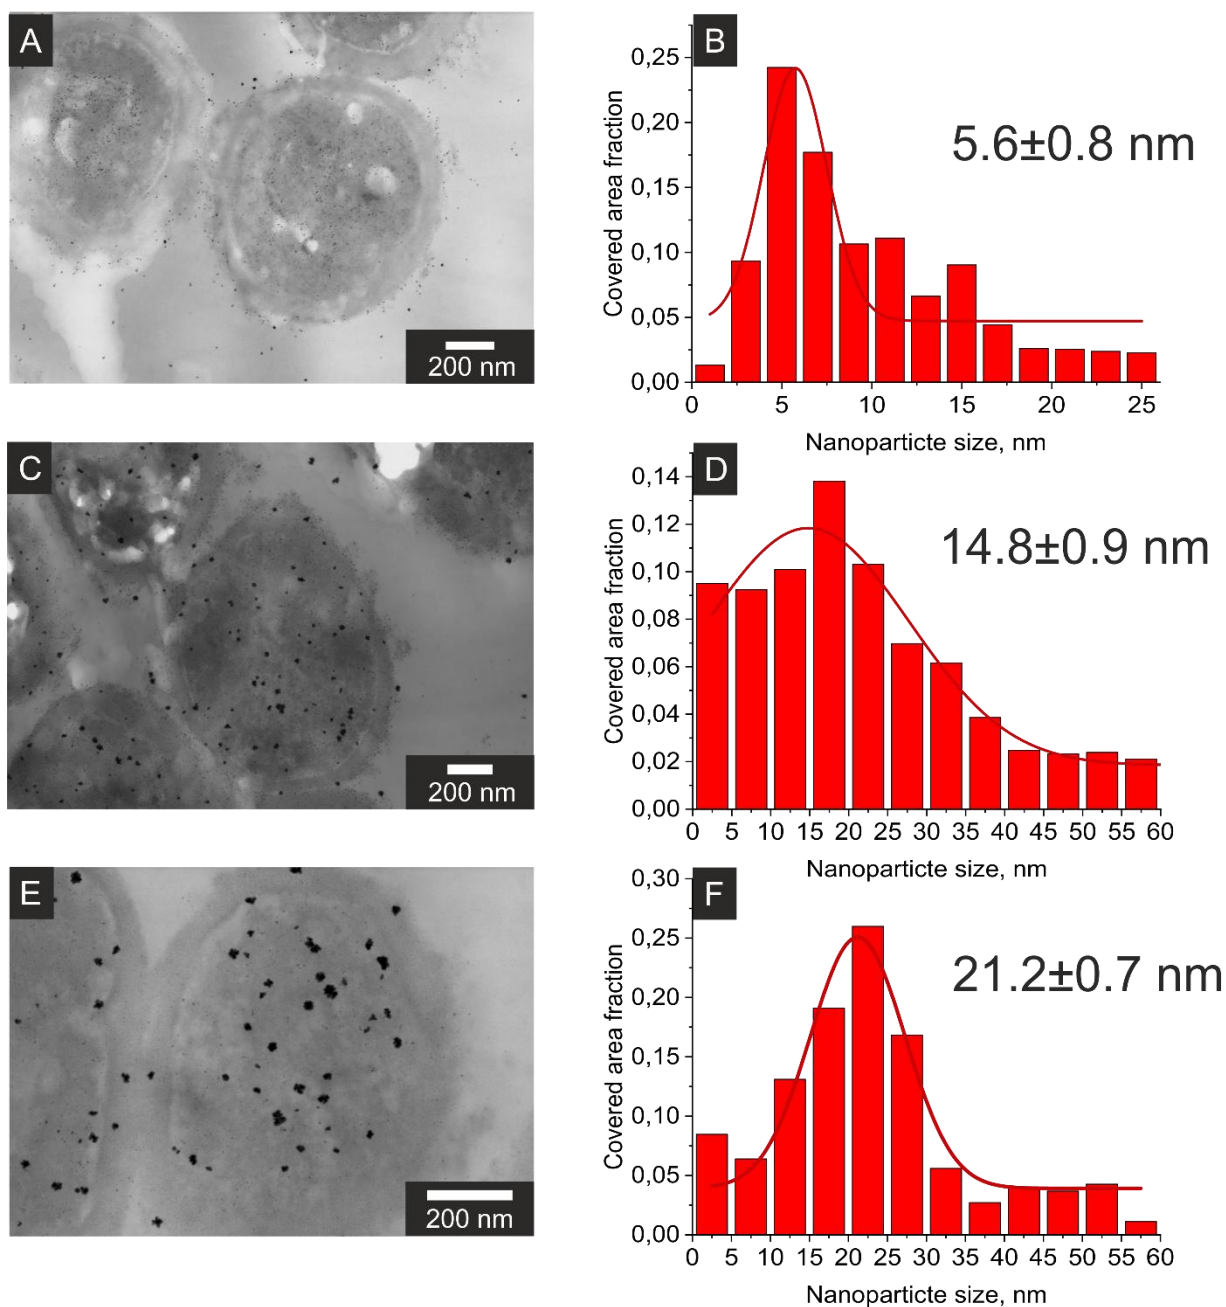 A
200 nm
B
5.6±0.8 nm
Covered area fraction
0,25
0,20
0,15
0,10
0,05
0,00
0 5 10 15 20 25
Nanoparticte size, nm
C
200 nm
D
14.8±0.9 nm
Covered area fraction
0,14
0,12
0,10
0,08
0,06
0,04
0,02
0,00
0 5 10 15 20 25 30 35 40 45 50 55 60
Nanoparticte size, nm
E
200 nm
F
21.2±0.7 nm
Covered area fraction
0,30
0,25
0,20
0,15
0,10
0,05
0,00
0 5 10 15 20 25 30 35 40 45 50 55 60
Nanoparticte size, nm